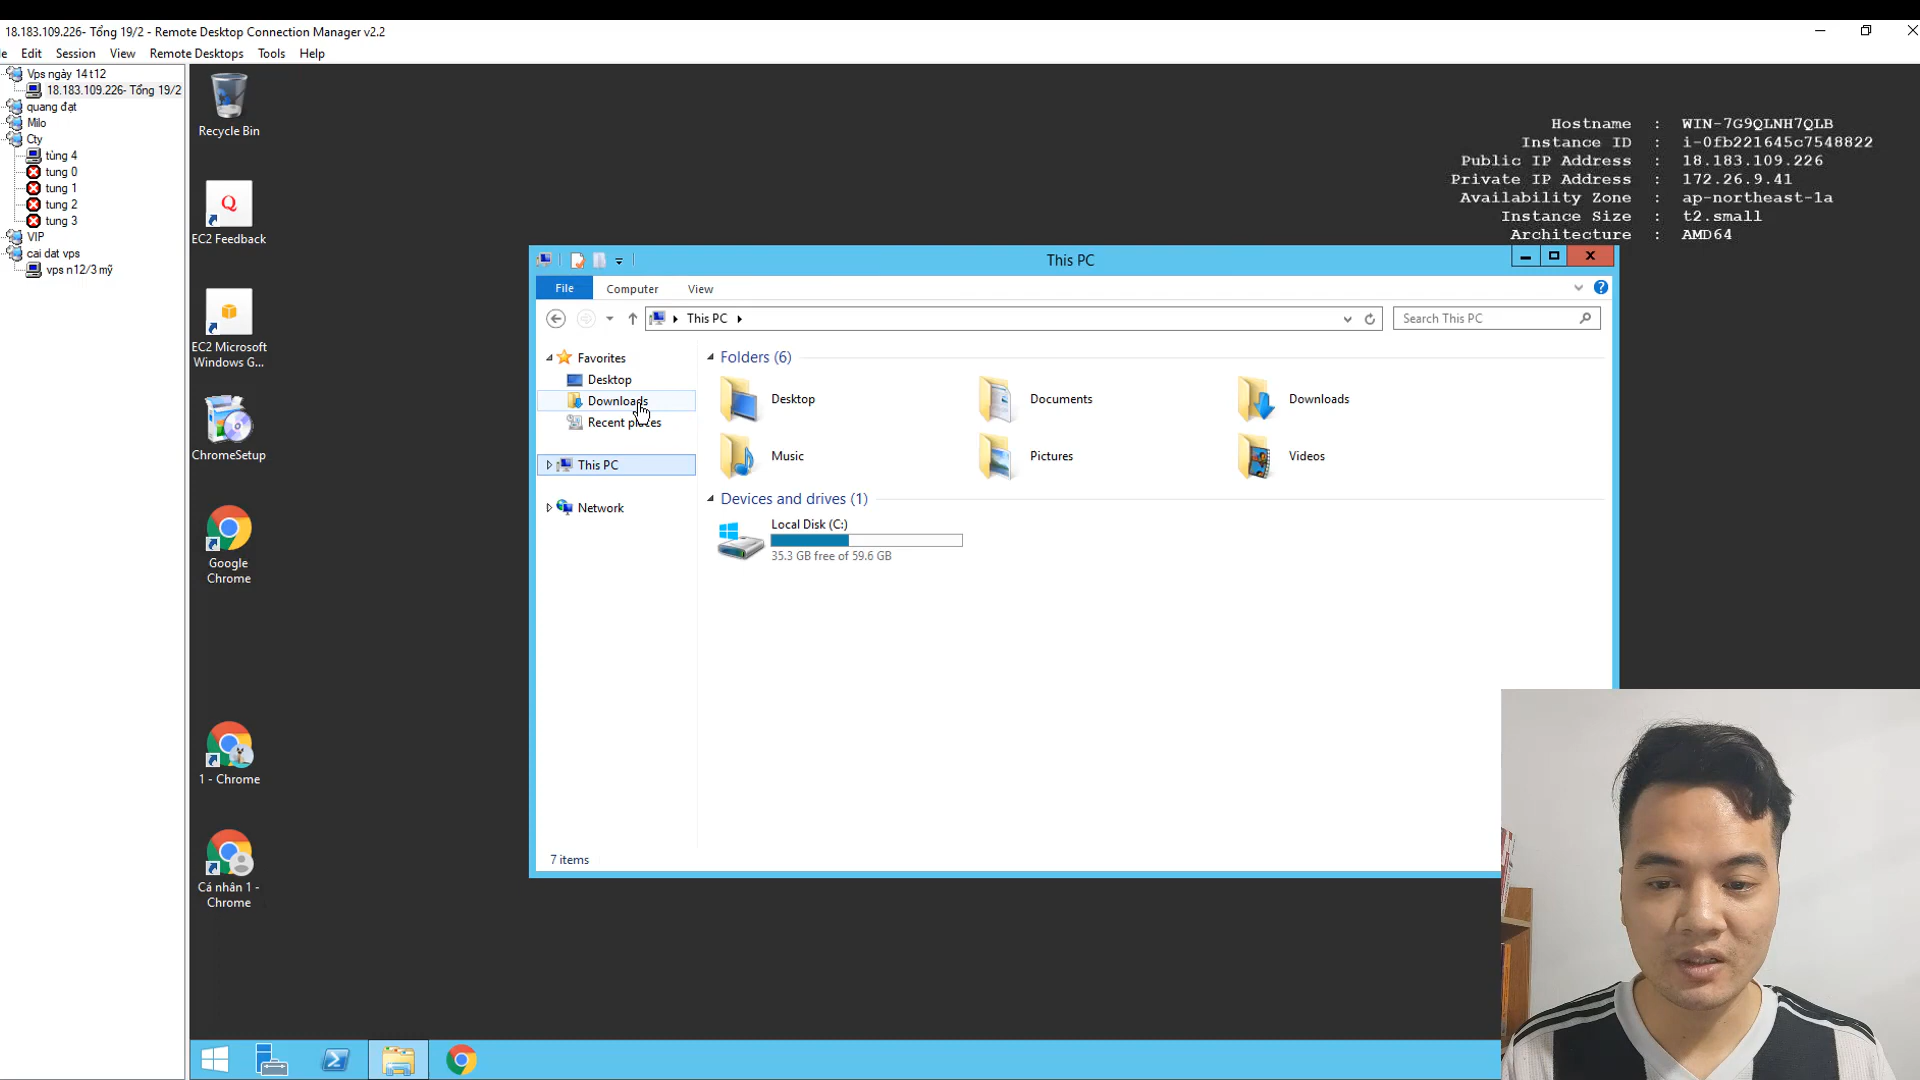 18.183.109.226- Tổng 19/2 - Remote Desktop Connection Manager v2.2
Edit Session View Remote Desktops Tools Help
Vps ngày 14t12
18.183.109.226- Tổng 19/2
quang đạt
Milo
Cty
tùng 4
tung 0
tung 1
tung 2
tung 3
VIP
cai dat vps
vps n12/3 mỹ
Recycle Bin
EC2 Feedback
EC2 Microsoft
Windows G...
ChromeSetup
Google
Chrome
1 - Chrome
Cá nhân 1 -
Chrome
Hostname : WIN-7G9QLNH7QLB
Instance ID : i-0fb221645c7548822
Public IP Address : 18.183.109.226
Private IP Address : 172.26.9.41
Availability Zone : ap-northeast-1a
Instance Size : t2.small
Architecture : AMD64
This PC
File Computer View
This PC
Search This PC
Favorites
Desktop
Downloads
Recent places
This PC
Network
Folders (6)
Desktop
Documents
Downloads
Music
Pictures
Videos
Devices and drives (1)
Local Disk (C:)
35.3 GB free of 59.6 GB
7 items